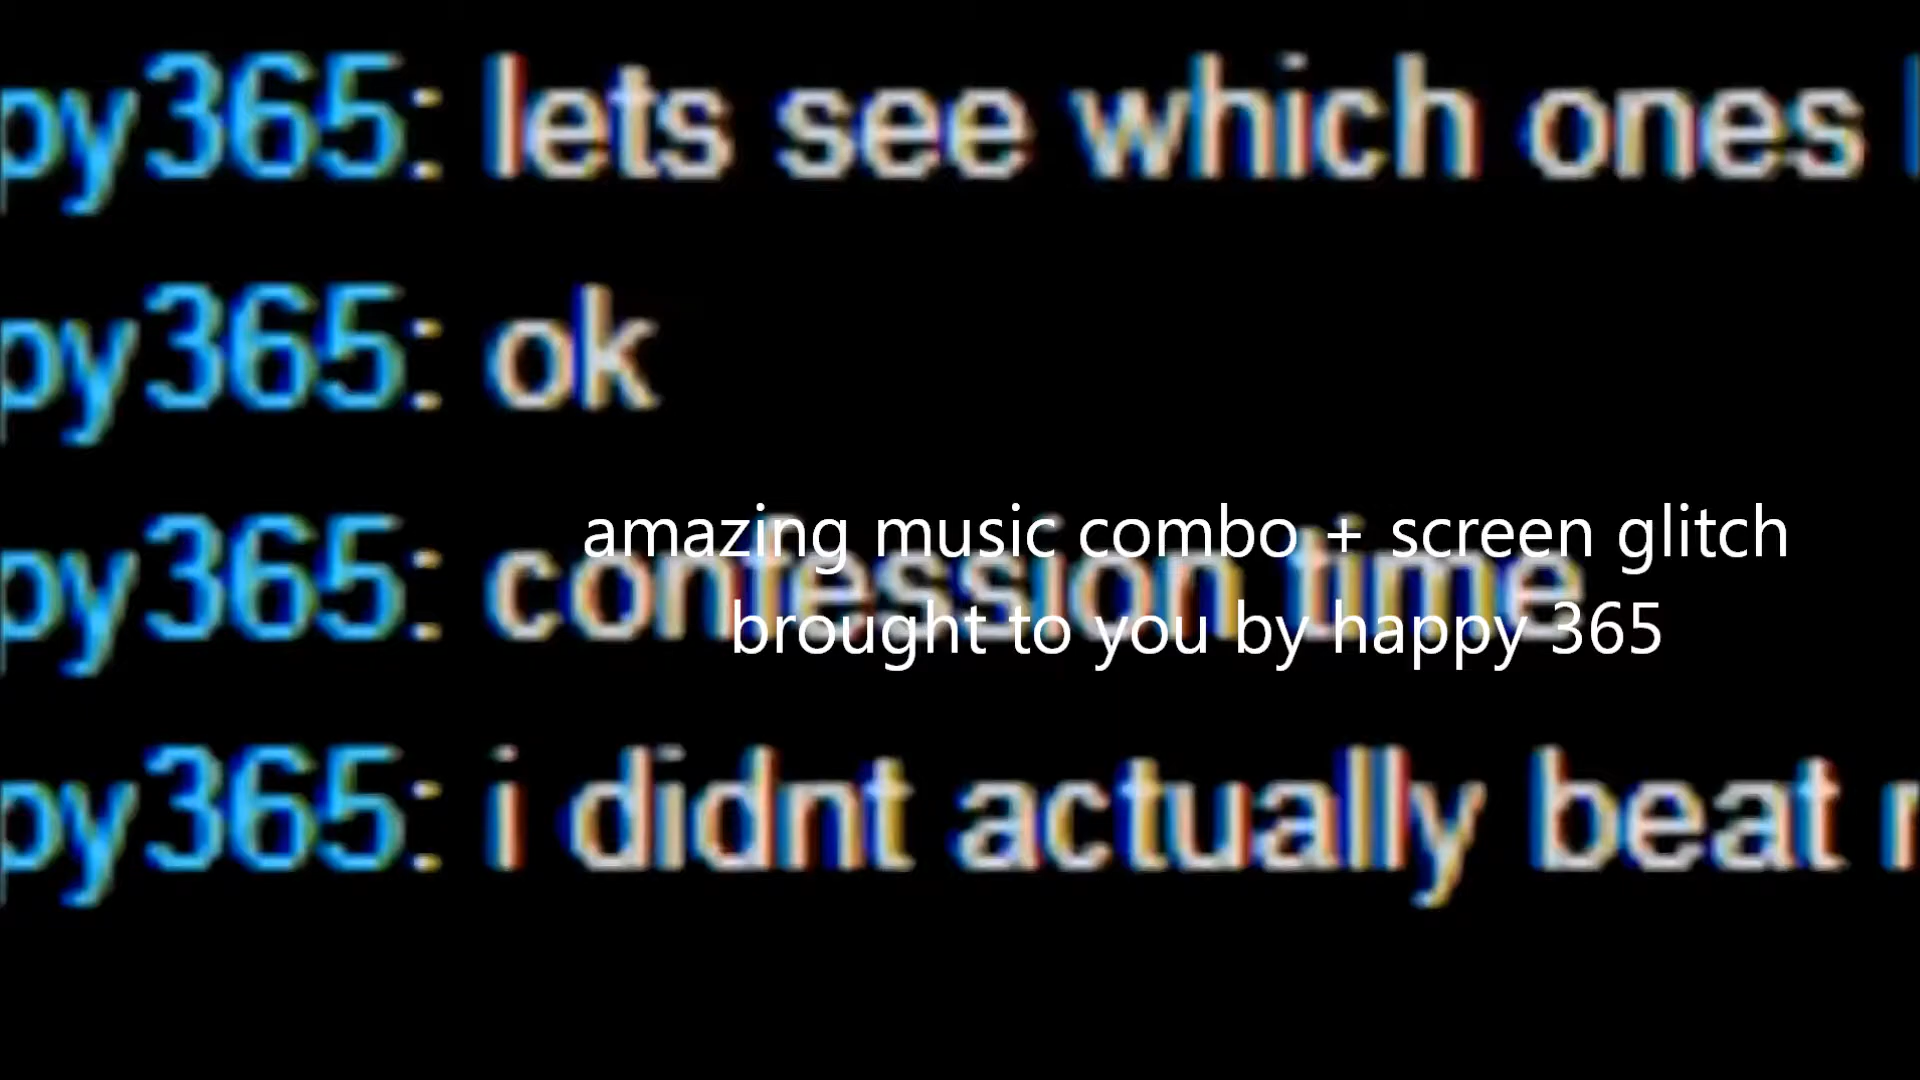 py365: lets see which ones
py365: ok
amazing music combo + screen glitch
py365: confession time
brought to you by happy 365
py365: i didnt actually beat